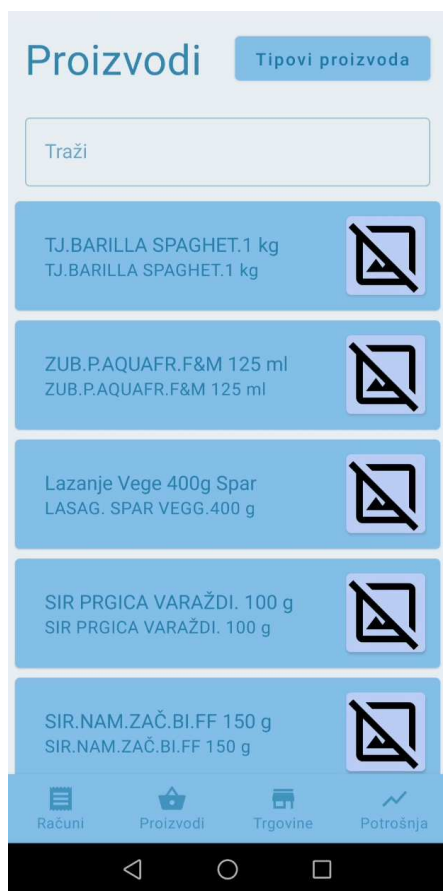 Proizvodi
Tipovi proizvoda
Traži
TJ.BARILLA SPAGHET.1 kg
TJ.BARILLA SPAGHET.1 kg
ZUB.P.AQUAFR.F&M 125 ml
ZUB.P.AQUAFR.F&M 125 ml
Lazanje Vege 400g Spar
LASAG. SPAR VEGG.400 g
SIR PRGICA VARAŽDI. 100 g
SIR PRGICA VARAŽDI. 100 g
SIR.NAM.ZAČ.BI.FF 150 g
SIR.NAM.ZAČ.BI.FF 150 g
Računi Proizvodi Trgovine Potrošnja